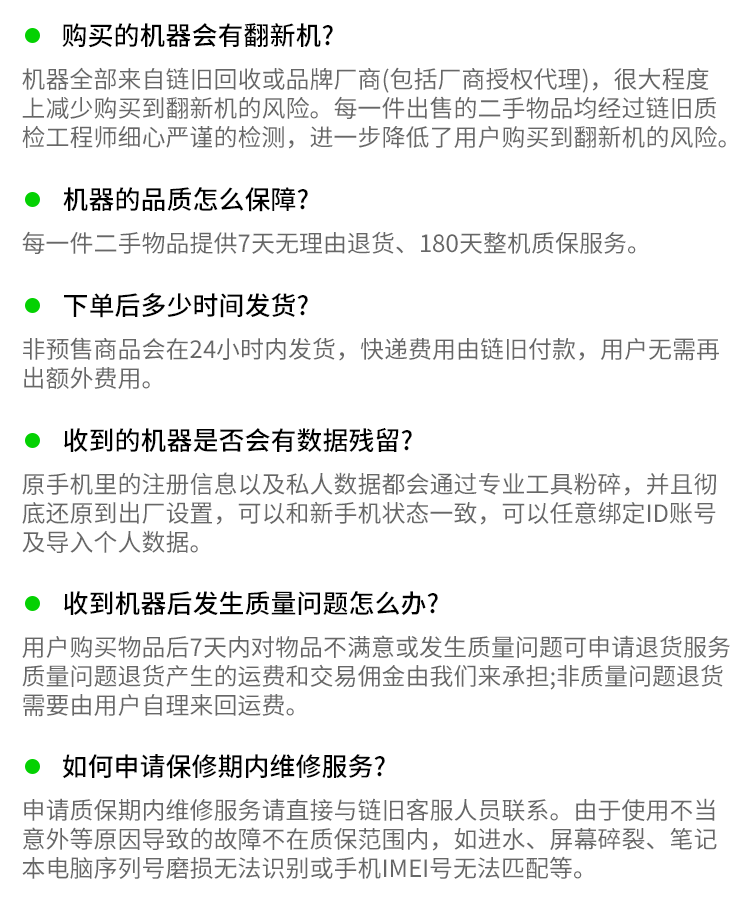 购买的机器会有翻新机?
机器全部来自链旧回收或品牌厂商(包括厂商授权代理)，很大程度
上减少购买到翻新机的风险。每一件出售的二手物品均经过链旧质
检工程师细心严谨的检测，进一步降低了用户购买到翻新机的风险。
机器的品质怎么保障?
每一件二手物品提供7天无理由退货、180天整机质保服务。
下单后多少时间发货?
非预售商品会在24小时内发货，快递费用由链旧付款，用户无需再
出额外费用。
收到的机器是否会有数据残留?
原手机里的注册信息以及私人数据都会通过专业工具粉碎，并且彻
底还原到出厂设置，可以和新手机状态一致，可以任意绑定ID账号
及导入个人数据。
收到机器后发生质量问题怎么办?
用户购买物品后7天内对物品不满意或发生质量问题可申请退货服务
质量问题退货产生的运费和交易佣金由我们来承担;非质量问题退货
需要由用户自理来回运费。
如何申请保修期内维修服务?
申请质保期内维修服务请直接与链旧客服人员联系。由于使用不当
意外等原因导致的故障不在质保范围内，如进水、屏幕碎裂、笔记
本电脑序列号磨损无法识别或手机IMEI号无法匹配等。